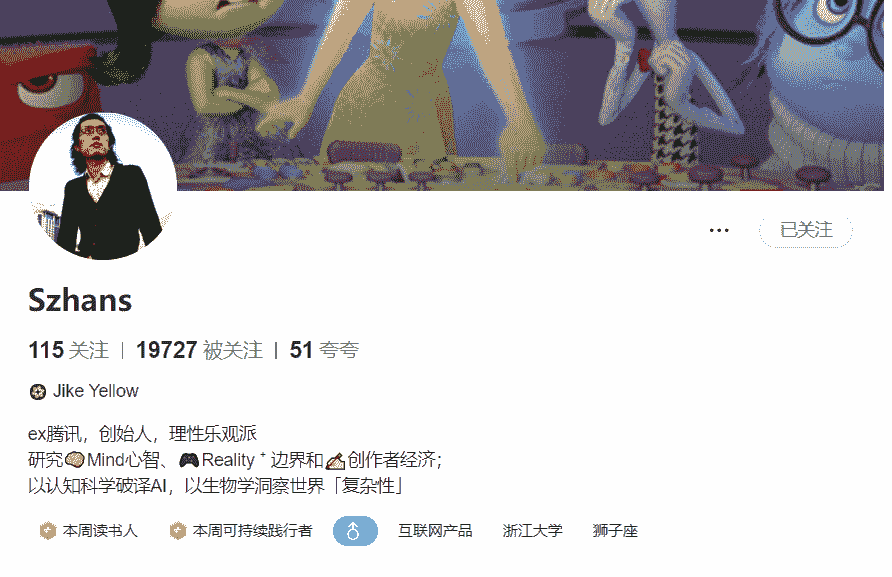 已关注
Szhans
115 关注 | 19727 被关注 | 51 夸夸
Jike Yellow
ex腾讯，创始人，理性乐观派
研究🧠Mind心智、🎮Reality⁺边界和✍创作者经济；
以认知科学破译AI，以生物学洞察世界「复杂性」
本周读书人 本周可持续践行者 ♂ 互联网产品 浙江大学 狮子座